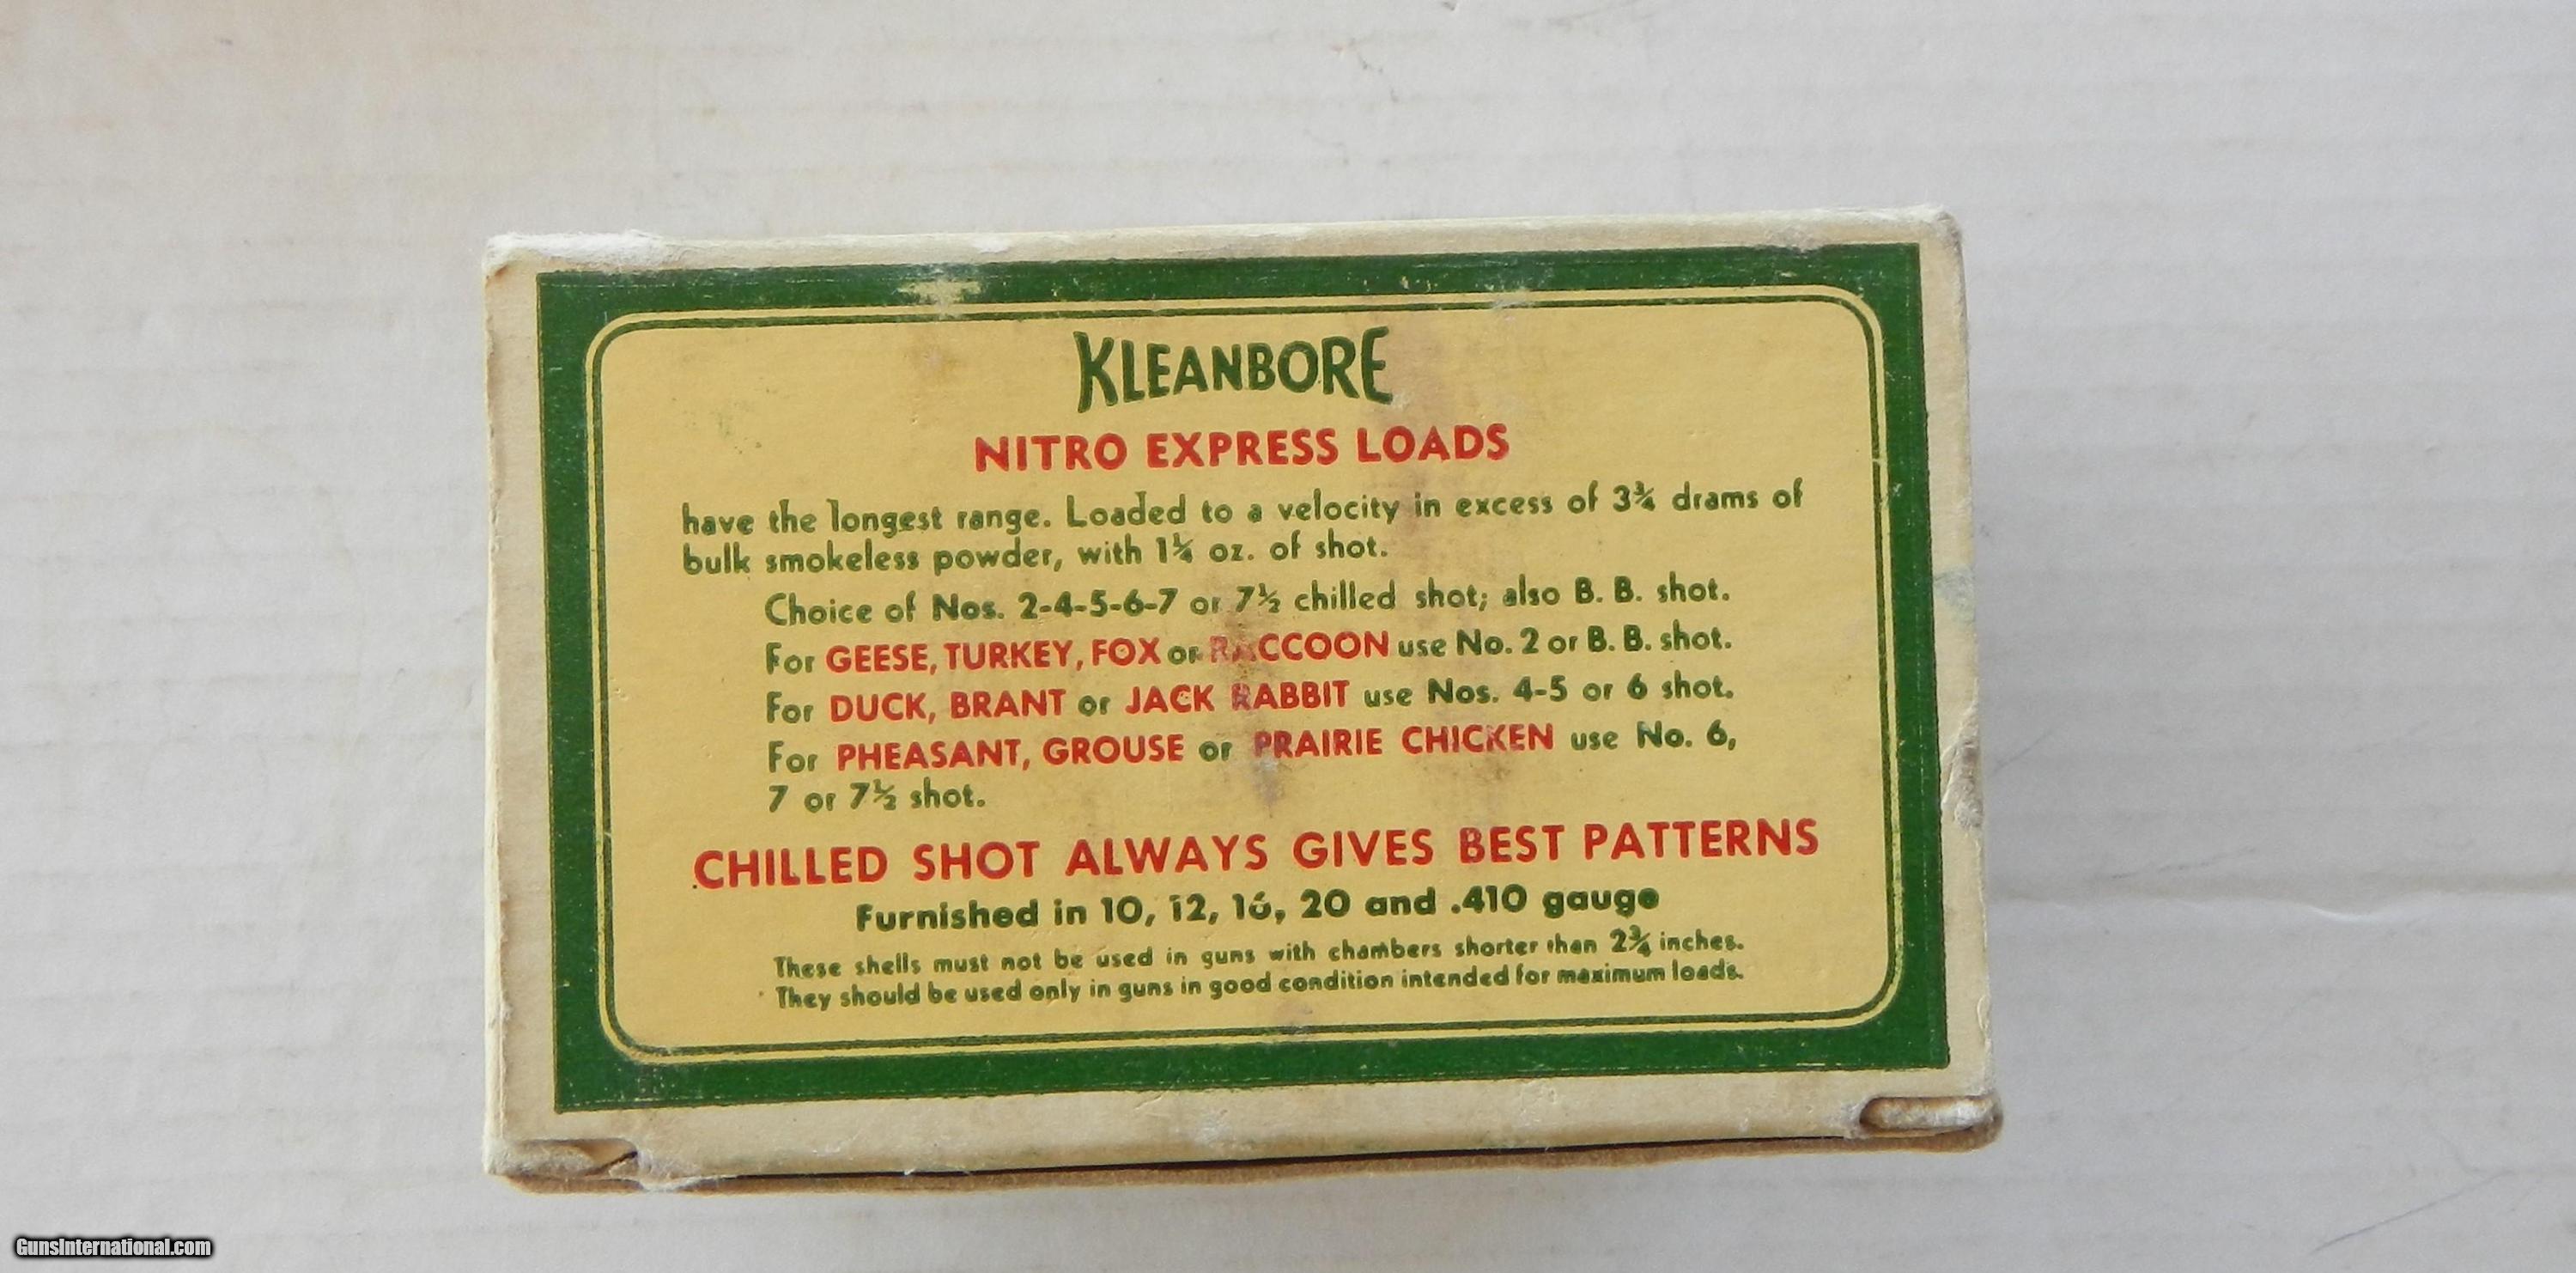 KLEANBORE
NITRO EXPRESS LOADS
have the longest range. Loaded to a velocity in excess of 3¾ drams of
bulk smokeless powder, with 1¼ oz. of shot.
Choice of Nos. 2-4-5-6-7 or 7½ chilled shot; also B. B. shot.
For GEESE, TURKEY, FOX or RACCOON use No. 2 or B. B. shot.
For DUCK, BRANT or JACK RABBIT use Nos. 4-5 or 6 shot.
For PHEASANT, GROUSE or PRAIRIE CHICKEN use No. 6,
7 or 7½ shot.
CHILLED SHOT ALWAYS GIVES BEST PATTERNS
Furnished in 10, 12, 16, 20 and .410 gauge
These shells must not be used in guns with chambers shorter than 2¾ inches.
They should be used only in guns in good condition intended for maximum loads.
GunsInternational.com